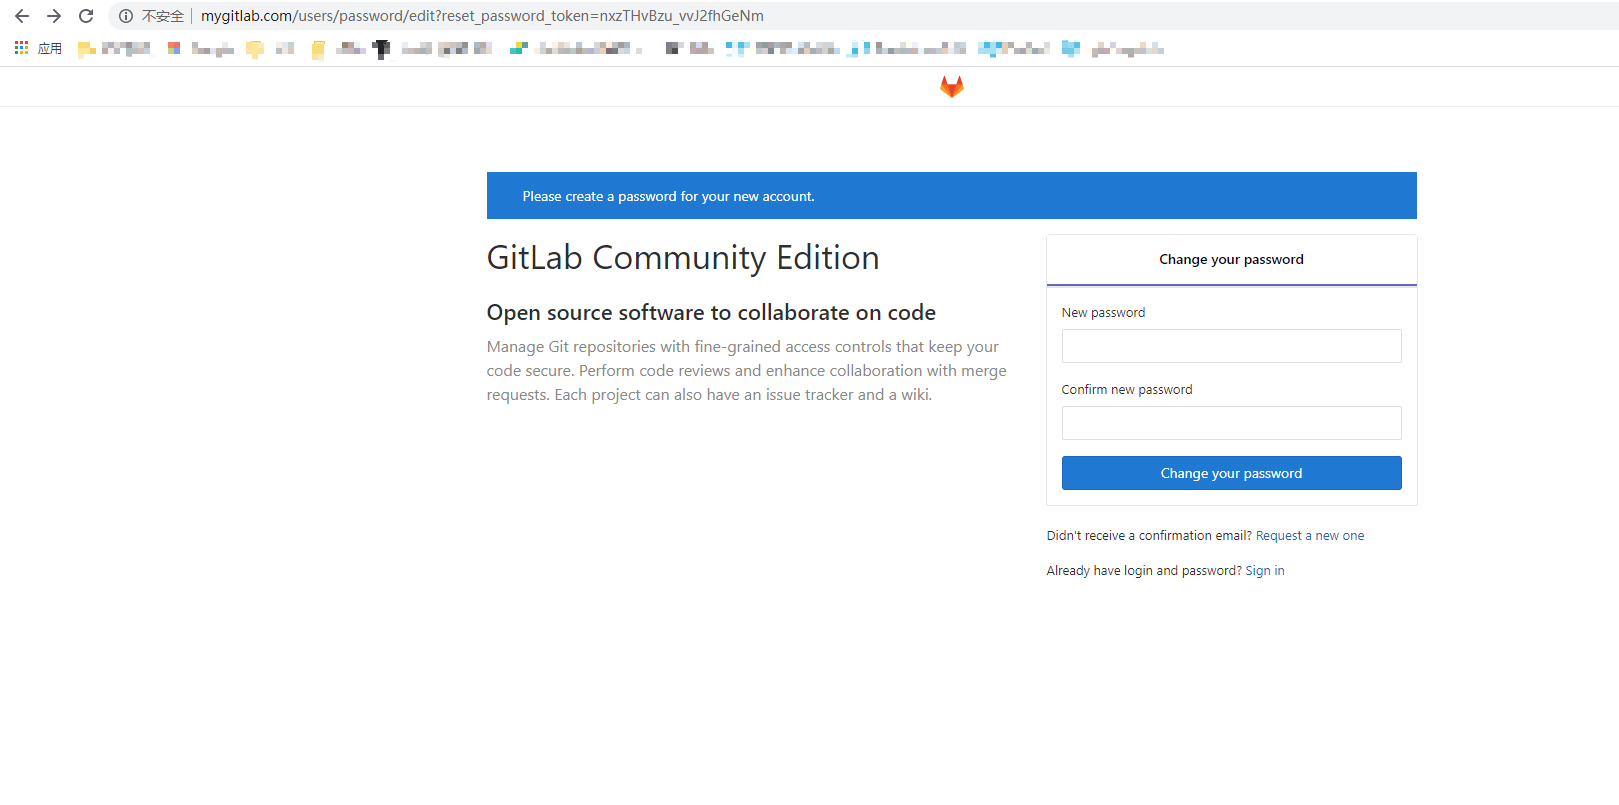 不安全 mygitlab.com/users/password/edit?reset_password_token=nxzTHvBzu_vvJ2fhGeNm
应用
Please create a password for your new account.
GitLab Community Edition
Open source software to collaborate on code
Manage Git repositories with fine-grained access controls that keep your
code secure. Perform code reviews and enhance collaboration with merge
requests. Each project can also have an issue tracker and a wiki.
Change your password
New password
Confirm new password
Change your password
Didn't receive a confirmation email? Request a new one
Already have login and password? Sign in